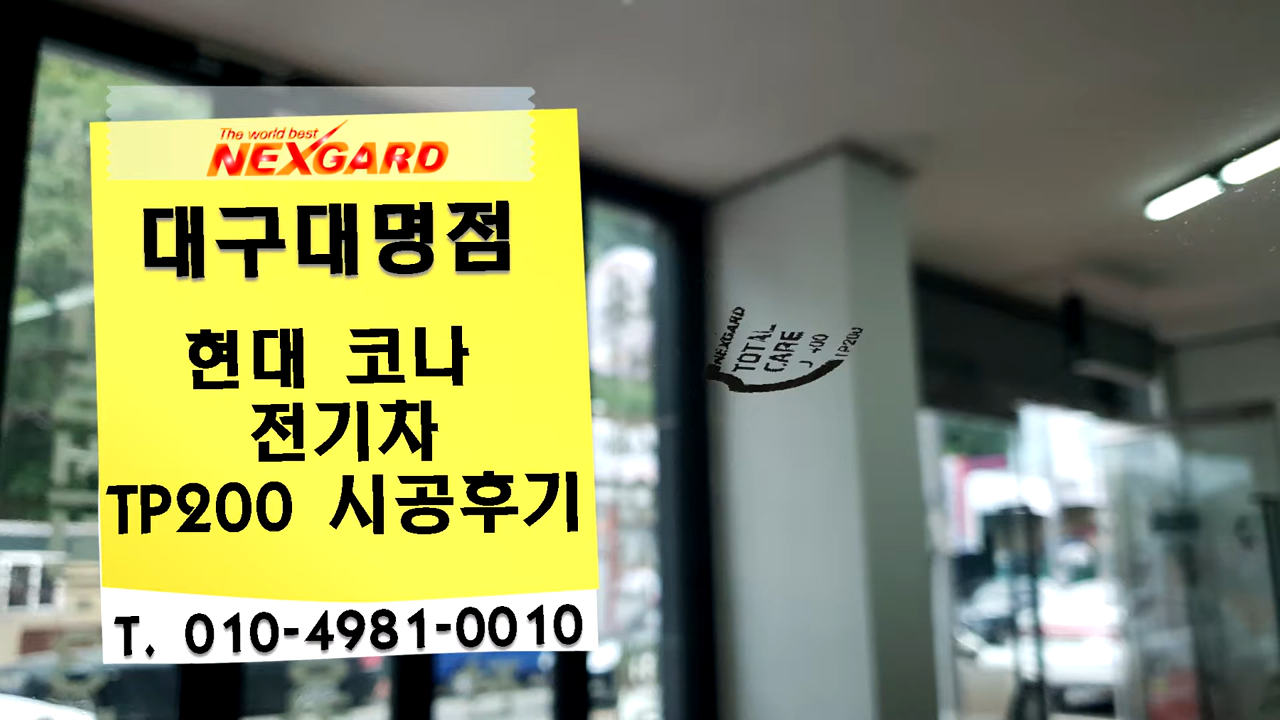 The world best
NEXGARD
대구대명점
현대 코나
전기차
TP200 시공후기
T. 010-4981-0010
NEXGARD
TOTAL
CARE
TP200